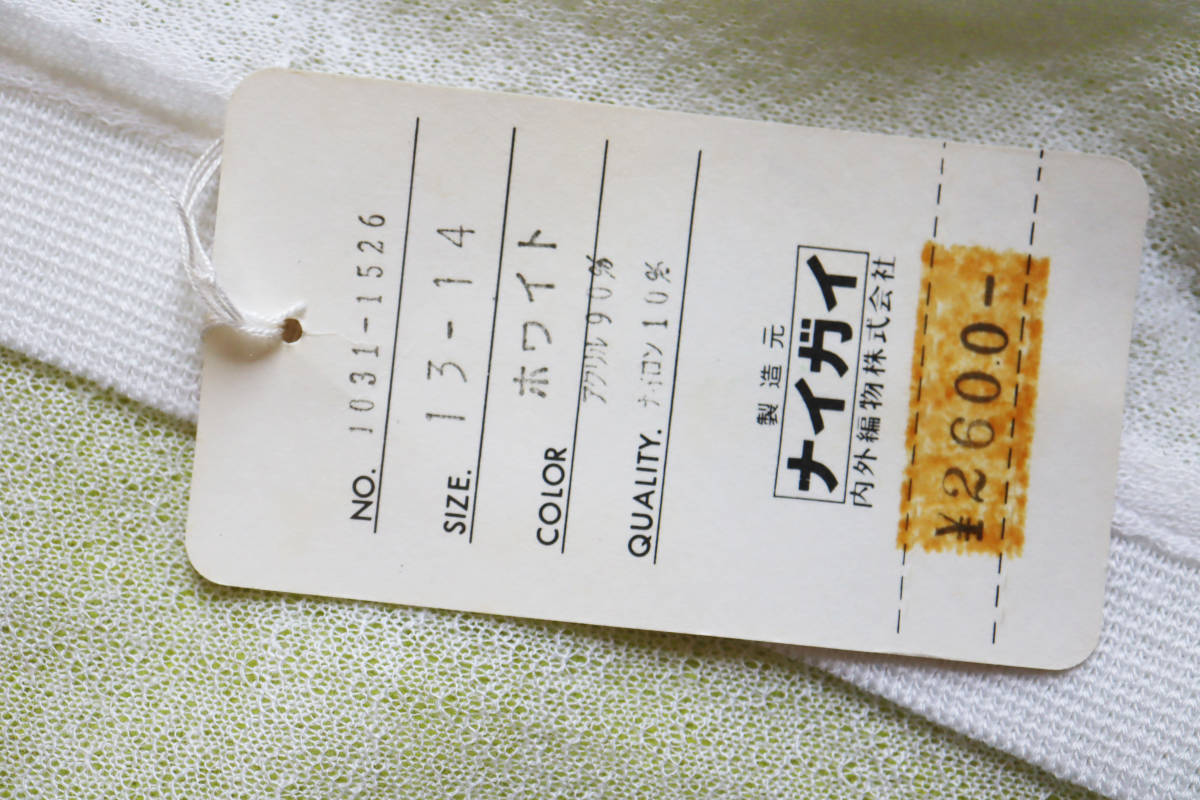 NO. 1031-1526
SIZE. 13-14
COLOR ホワイト
アクリル90%
QUALITY. ナイロン10%
製造元
ナイガイ
内外編物株式会社
¥2600-